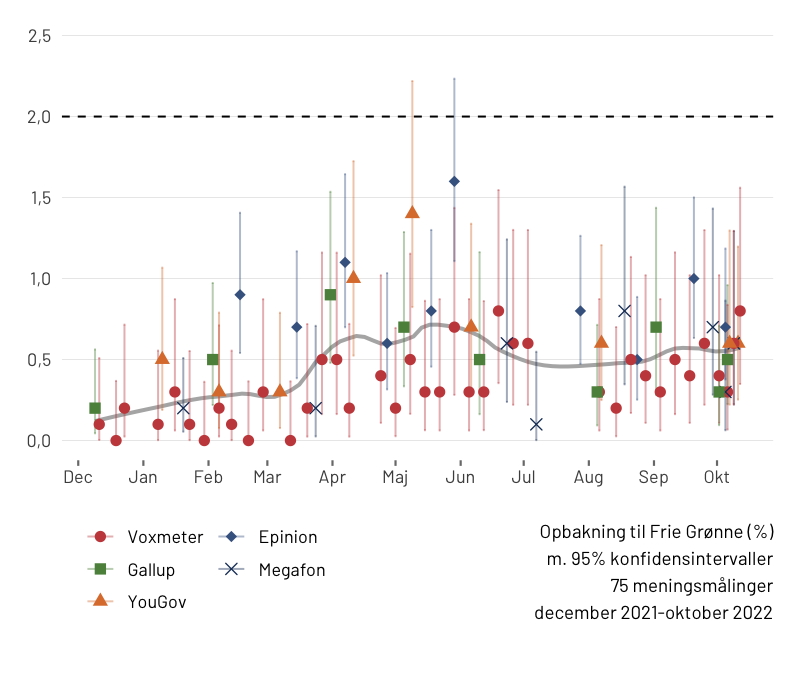 2,5
2,0
1,5
1,0
0,5
0,0
Dec Jan Feb Mar Apr Maj Jun Jul Aug Sep Okt
Voxmeter Epinion
Gallup Megafon
YouGov
Opbakning til Frie Grønne (%)
m. 95% konfidensintervaller
75 meningsmålinger
december 2021-oktober 2022